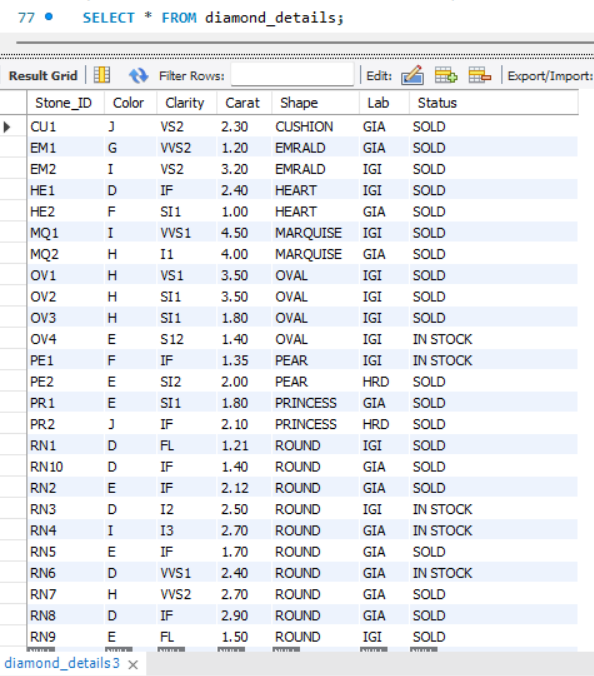 77 SELECT * FROM diamond_details;
Result Grid Filter Rows: Edit: Export/Import:
Stone_ID Color Clarity Carat Shape Lab Status
CU1 J VS2 2.30 CUSHION GIA SOLD
EM1 G VVS2 1.20 EMRALD GIA SOLD
EM2 I VS2 3.20 EMRALD IGI SOLD
HE1 D IF 2.40 HEART IGI SOLD
HE2 F SI1 1.00 HEART GIA SOLD
MQ1 I VVS1 4.50 MARQUISE IGI SOLD
MQ2 H I1 4.00 MARQUISE GIA SOLD
OV1 H VS1 3.50 OVAL IGI SOLD
OV2 H SI1 3.50 OVAL IGI SOLD
OV3 H SI1 1.80 OVAL IGI SOLD
OV4 E S12 1.40 OVAL IGI IN STOCK
PE1 F IF 1.35 PEAR IGI IN STOCK
PE2 E SI2 2.00 PEAR HRD SOLD
PR1 E SI1 1.80 PRINCESS GIA SOLD
PR2 J IF 2.10 PRINCESS HRD SOLD
RN1 D FL 1.21 ROUND IGI SOLD
RN10 D IF 1.40 ROUND GIA SOLD
RN2 E IF 2.12 ROUND GIA SOLD
RN3 D I2 2.50 ROUND IGI IN STOCK
RN4 I I3 2.70 ROUND GIA IN STOCK
RN5 E IF 1.70 ROUND GIA SOLD
RN6 D VVS1 2.40 ROUND GIA IN STOCK
RN7 H VVS2 2.70 ROUND GIA SOLD
RN8 D IF 2.90 ROUND GIA SOLD
RN9 E FL 1.50 ROUND IGI SOLD
diamond_details3